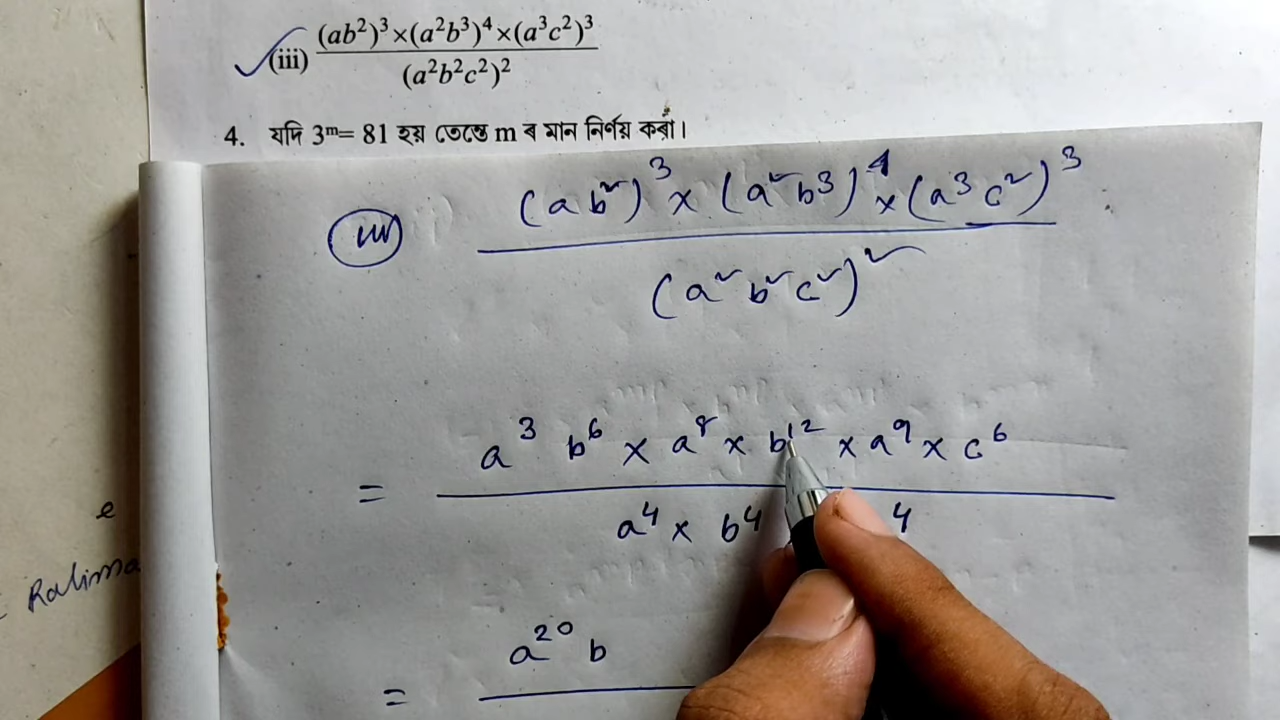 (iii) (ab²)³×(a²b³)⁴×(a³c²)³
(a²b²c²)²
4. যদি 3ᵐ= 81 হয় তেন্তে m ৰ মান নিৰ্ণয় কৰা।
(iii) (ab²)³ × (a²b³)⁴ × (a³c²)³
(a²b²c²)²
= a³ b⁶ × a⁸ × b¹² × a⁹ × c⁶
a⁴ × b⁴ 4
e
Ralima
a²⁰ b
=